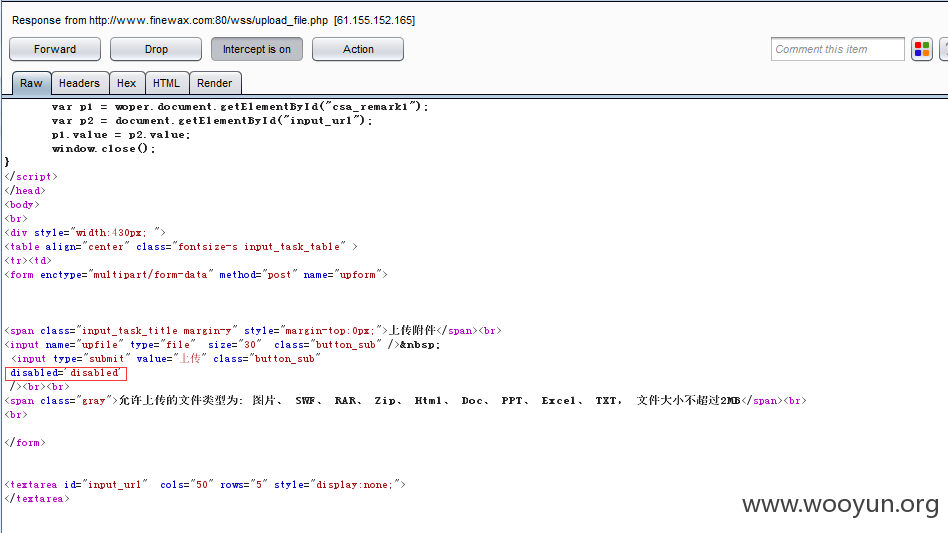 Response from http://www.finewax.com:80/wss/upload_file.php [61.155.152.165]
Forward Drop Intercept is on Action Comment this item
Raw Headers Hex HTML Render
var p1 = woper.document.getElementById("csa_remark1");
var p2 = document.getElementById("input_url");
p1.value = p2.value;
window.close();
}
</script>
</head>
<body>
<br>
<div style="width:430px; ">
<table align="center" class="fontsize-s input_task_table" >
<tr><td>
<form enctype="multipart/form-data" method="post" name="upform">
<span class="input_task_title margin-y" style="margin-top:0px;">上传附件</span><br>
<input name="upfile" type="file" size="30" class="button_sub" />&nbsp;
<input type="submit" value="上传" class="button_sub"
disabled='disabled'
/><br><br>
<span class="gray">允许上传的文件类型为: 图片、 SWF、 RAR、 Zip、 Html、 Doc、 PPT、 Excel、 TXT, 文件大小不超过2MB</span><br>
<br>
</form>
<textarea id="input_url" cols="50" rows="5" style="display:none;">
</textarea>
www.wooyun.org